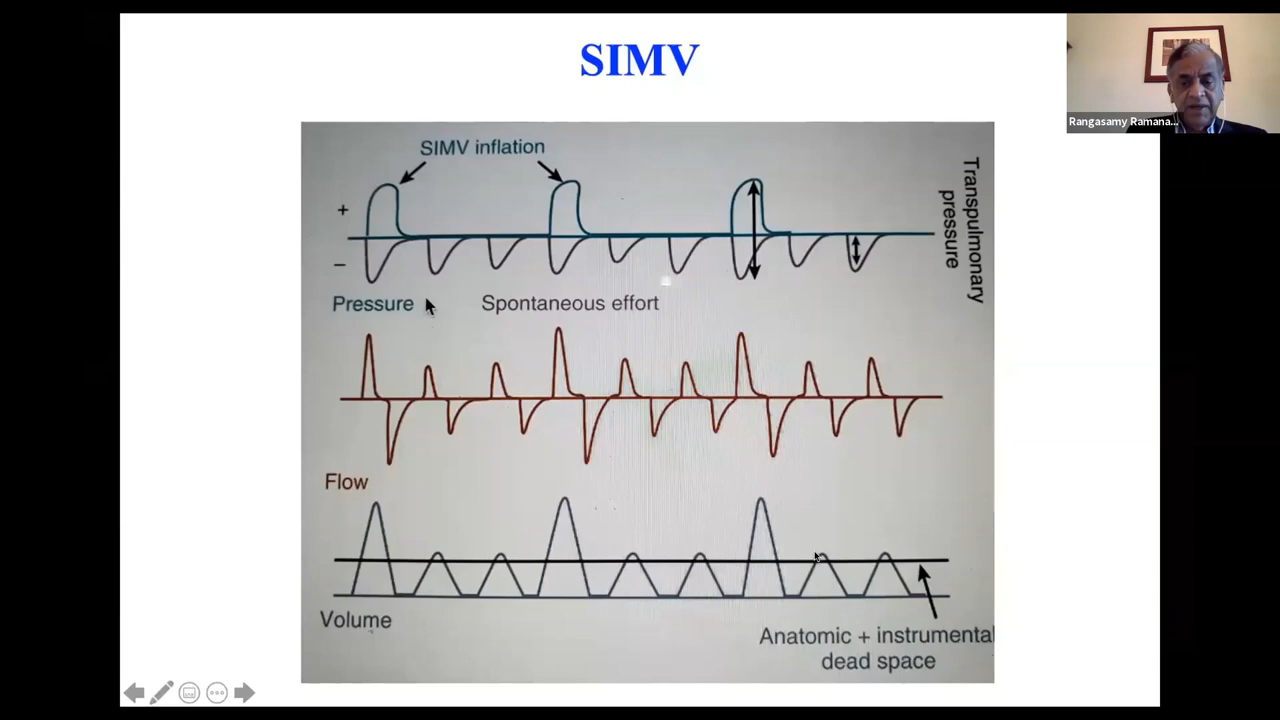 SIMV
Rangasamy Ramana...
SIMV inflation
+
−
Transpulmonary
pressure
Pressure
Spontaneous effort
Flow
Volume
Anatomic + instrumental
dead space